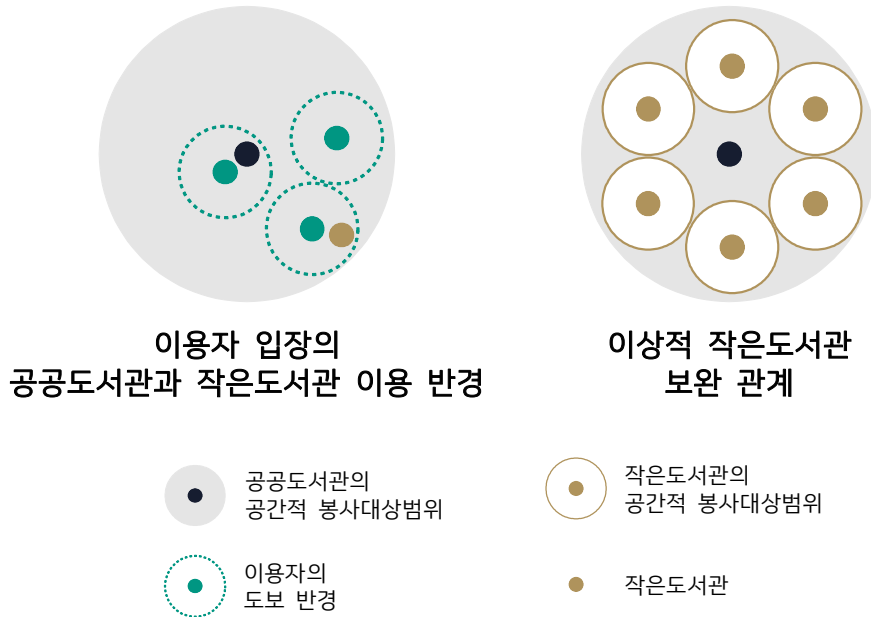 이용자 입장의
공공도서관과 작은도서관 이용 반경
이상적 작은도서관
보완 관계
공공도서관의
공간적 봉사대상범위
작은도서관의
공간적 봉사대상범위
이용자의
도보 반경
작은도서관